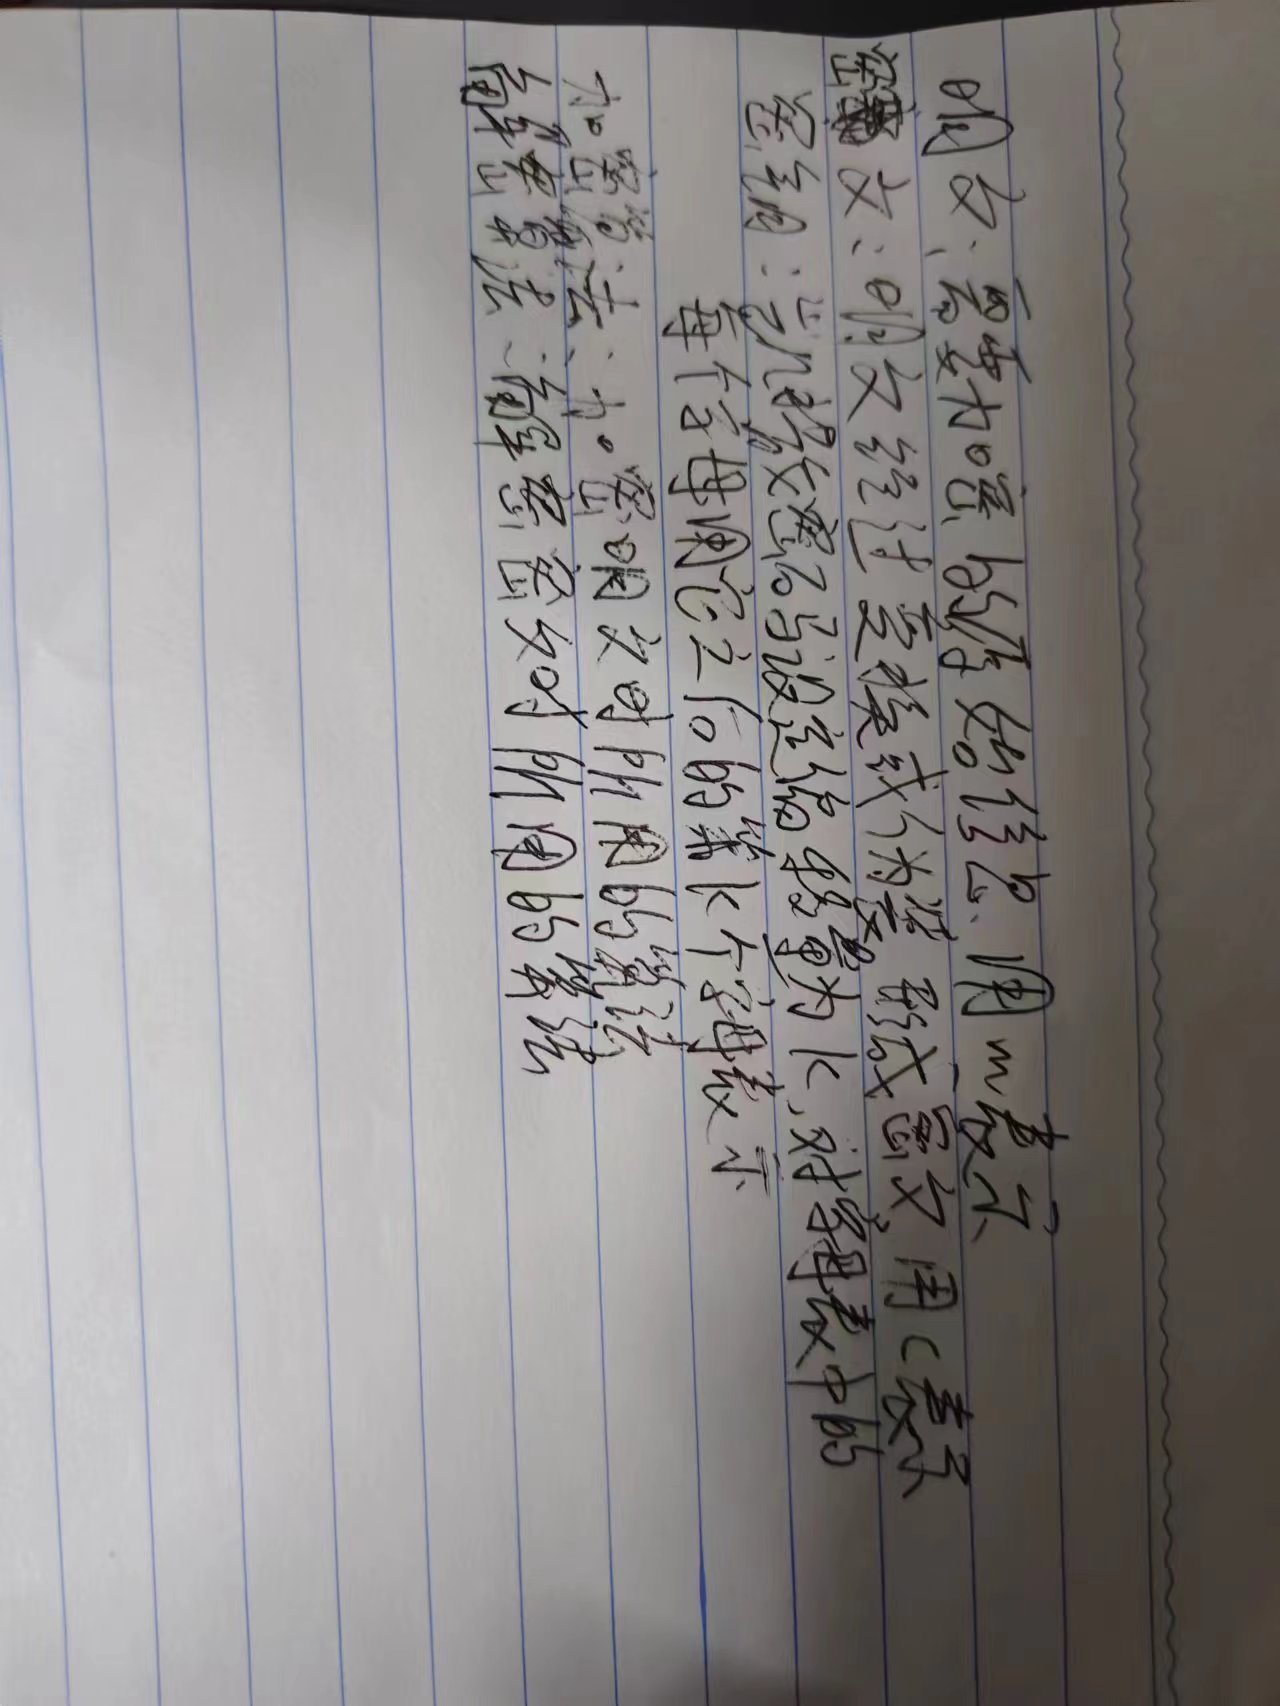 明文：需要加密的原始信息，用m表示
密文：明文经过变换或伪装形成密文，用c表示
密钥：凯撒密码设定偏移量为K，对字母表中的
每个字母用它之后的第K个字母表示
加密算法：加密明文时所用的算法
解密算法：解密密文时所用的算法